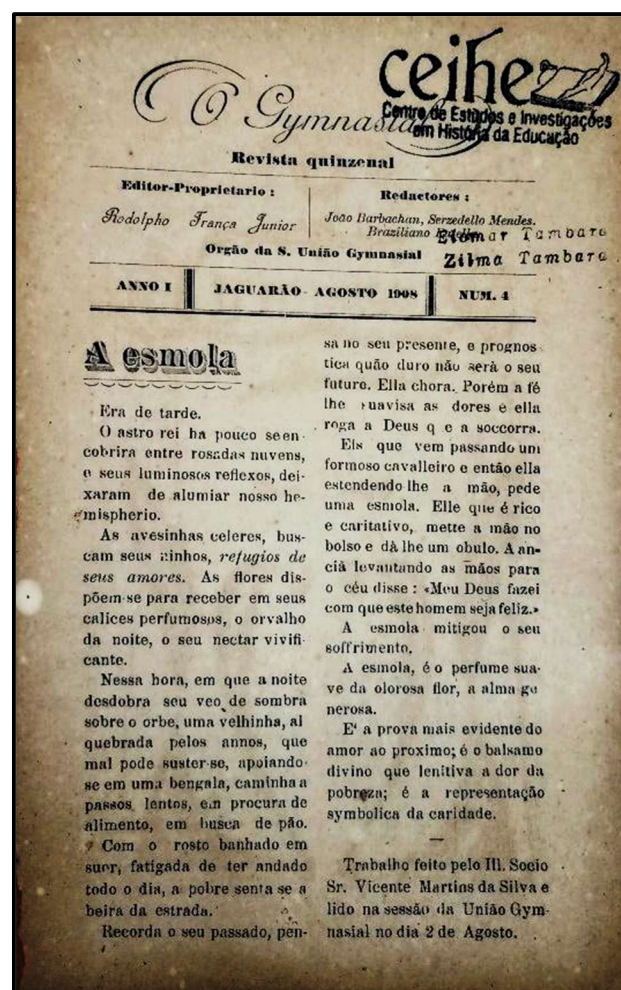 ceihe
Centro de Estudos e Investigações
em História da Educação
O Gymnasial
Revista quinzenal
Editor-Proprietario :
Rodolpho França Junior
Redactores :
João Barbachan, Serzedello Mendes.
Braziliano
Elomar Tambara
Orgão da S. União Gymnasial
Zilma Tambara
ANNO I
JAGUARÃO - AGOSTO 1908
NUM. 4
A esmola
Era de tarde.
O astro rei ha pouco se en-
cobrira entre rosadas nuvens,
e seus luminosos reflexos, dei-
xaram de alumiar nosso he-
mispherio.
As avesinhas celeres, bus-
cam seus ninhos, refugios de
seus amores. As flores dis-
põem-se para receber em seus
calices perfumosos, o orvalho
da noite, o seu nectar vivifi-
cante.
Nessa hora, em que a noite
desdobra seu veo de sombra
sobre o orbe, uma velhinha, al
quebrada pelos annos, que
mal pode suster-se, apoiando-
se em uma bengala, caminha a
passos lentos, em procura de
alimento, em busca de pão.
Com o rosto banhado em
suor, fatigada de ter andado
todo o dia, a pobre senta se a
beira da estrada.
Recorda o seu passado, pen-
sa no seu presente, e prognos-
tica quão duro não serà o seu
futuro. Ella chora. Porém a fé
lhe suavisa as dores e ella
roga a Deus q e a soccorra.
Eis que vem passando um
formoso cavalleiro e então ella
estendendo lhe a mão, pede
uma esmola. Elle que é rico
e caritativo, mette a mão no
bolso e dà lhe um obulo. A an-
ciã levantando as mãos para
o céu disse : «Meu Deus fazei
com que este homem seja feliz.»
A esmola mitigou o seu
soffrimento.
A esmola, é o perfume sua-
ve da olorosa flor, a alma ge
nerosa.
E' a prova mais evidente do
amor ao proximo; é o balsamo
divino que lenitiva a dor da
pobreza; é a representação
symbolica da caridade.
Trabalho feito pelo Ill. Socio
Sr. Vicente Martins da Silva e
lido na sessão da União Gym-
nasial no dia 2 de Agosto.